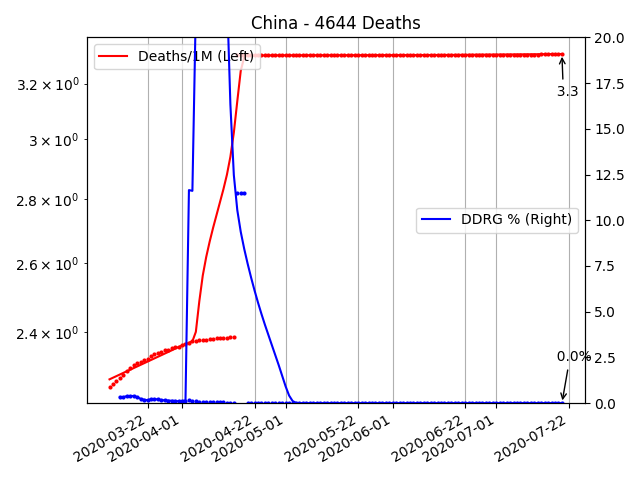 China - 4644 Deaths
Deaths/1M (Left)
DDRG % (Right)
3.3
0.0%
3.2 × 10⁰
3 × 10⁰
2.8 × 10⁰
2.6 × 10⁰
2.4 × 10⁰
20.0
17.5
15.0
12.5
10.0
7.5
5.0
2.5
0.0
2020-03-22
2020-04-01
2020-04-22
2020-05-01
2020-05-22
2020-06-01
2020-06-22
2020-07-01
2020-07-22